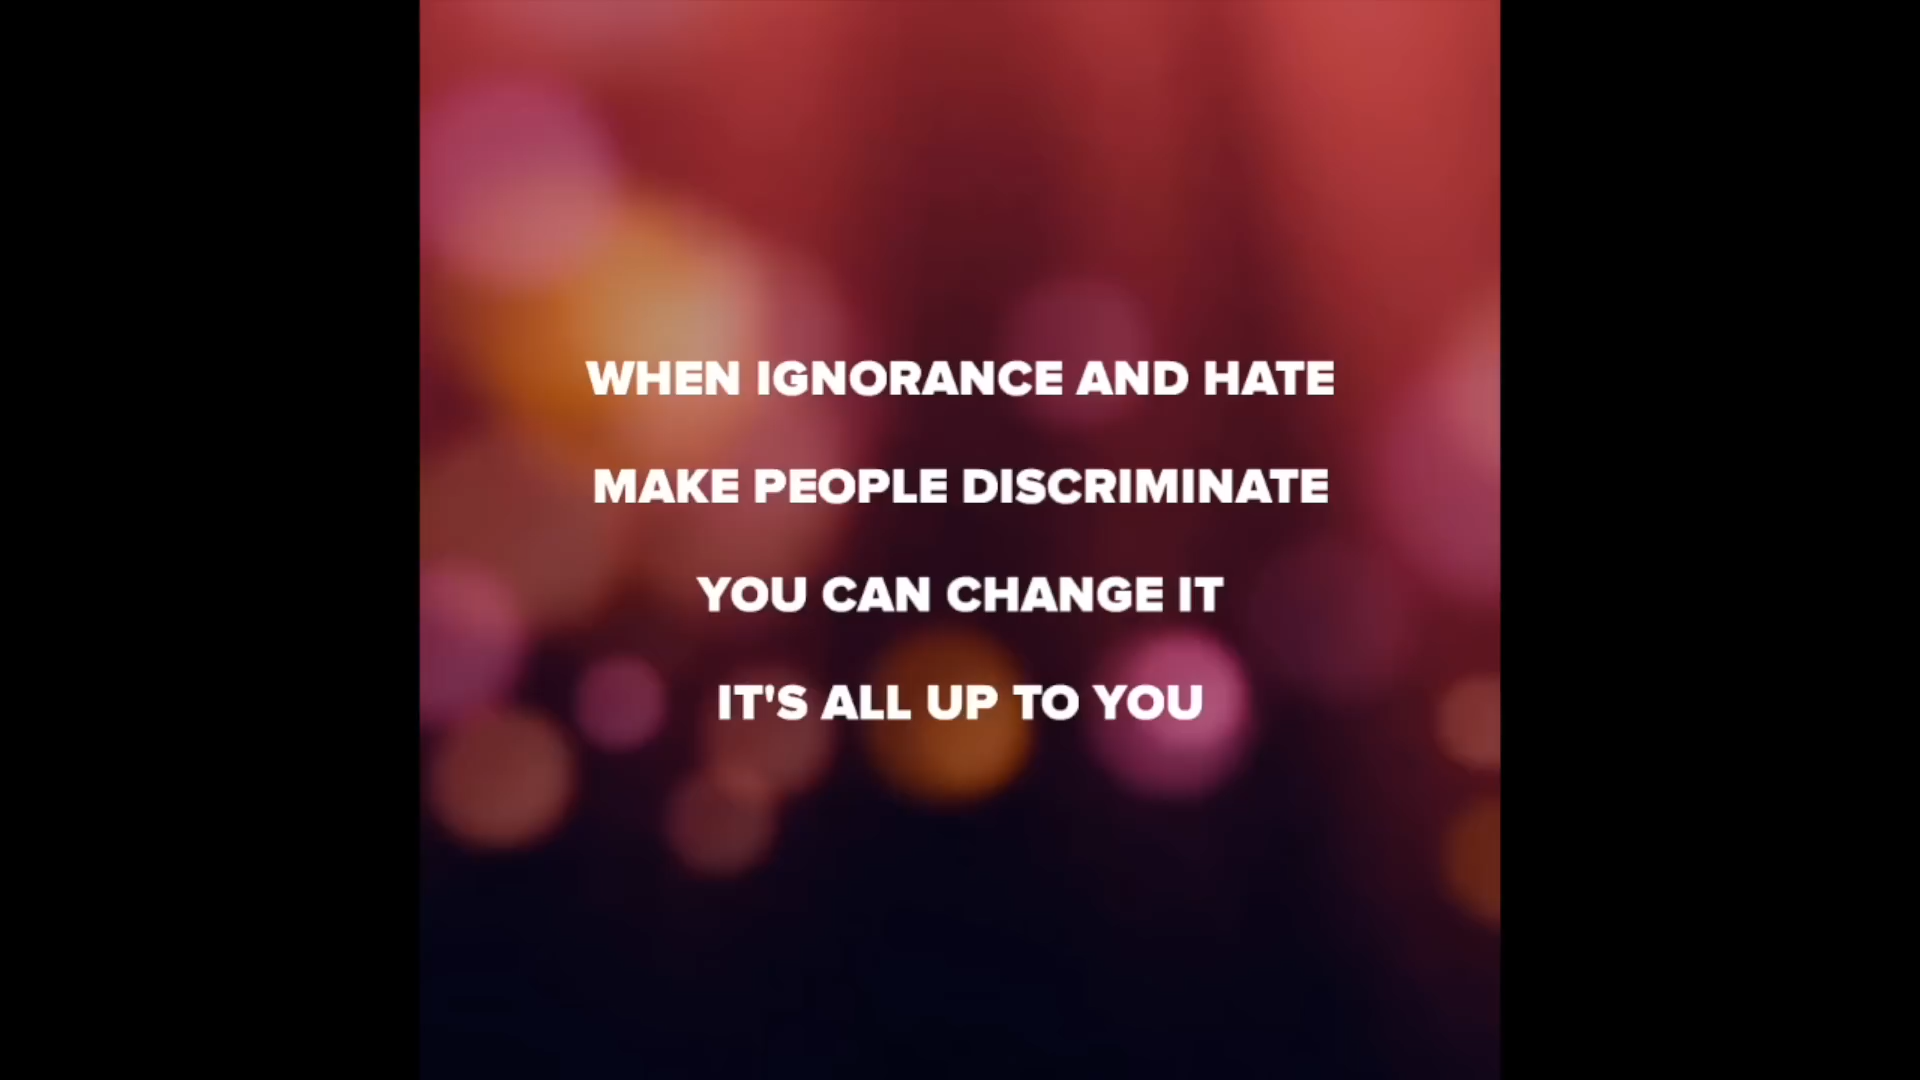 WHEN IGNORANCE AND HATE
MAKE PEOPLE DISCRIMINATE
YOU CAN CHANGE IT
IT'S ALL UP TO YOU